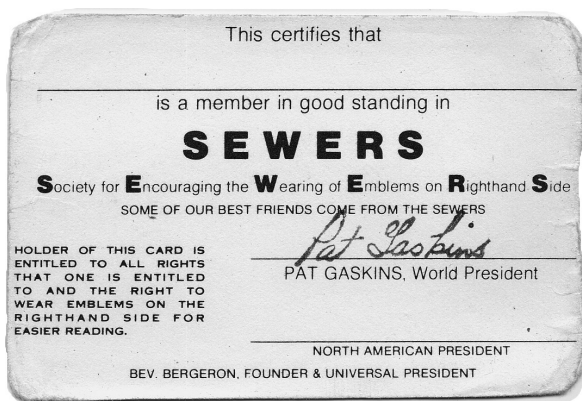 This certifies that
is a member in good standing in
SEWERS
Society for Encouraging the Wearing of Emblems on Righthand Side
SOME OF OUR BEST FRIENDS COME FROM THE SEWERS
HOLDER OF THIS CARD IS
ENTITLED TO ALL RIGHTS
THAT ONE IS ENTITLED
TO AND THE RIGHT TO
WEAR EMBLEMS ON THE
RIGHTHAND SIDE FOR
EASIER READING.
Pat Gaskins
PAT GASKINS, World President
NORTH AMERICAN PRESIDENT
BEV. BERGERON, FOUNDER & UNIVERSAL PRESIDENT